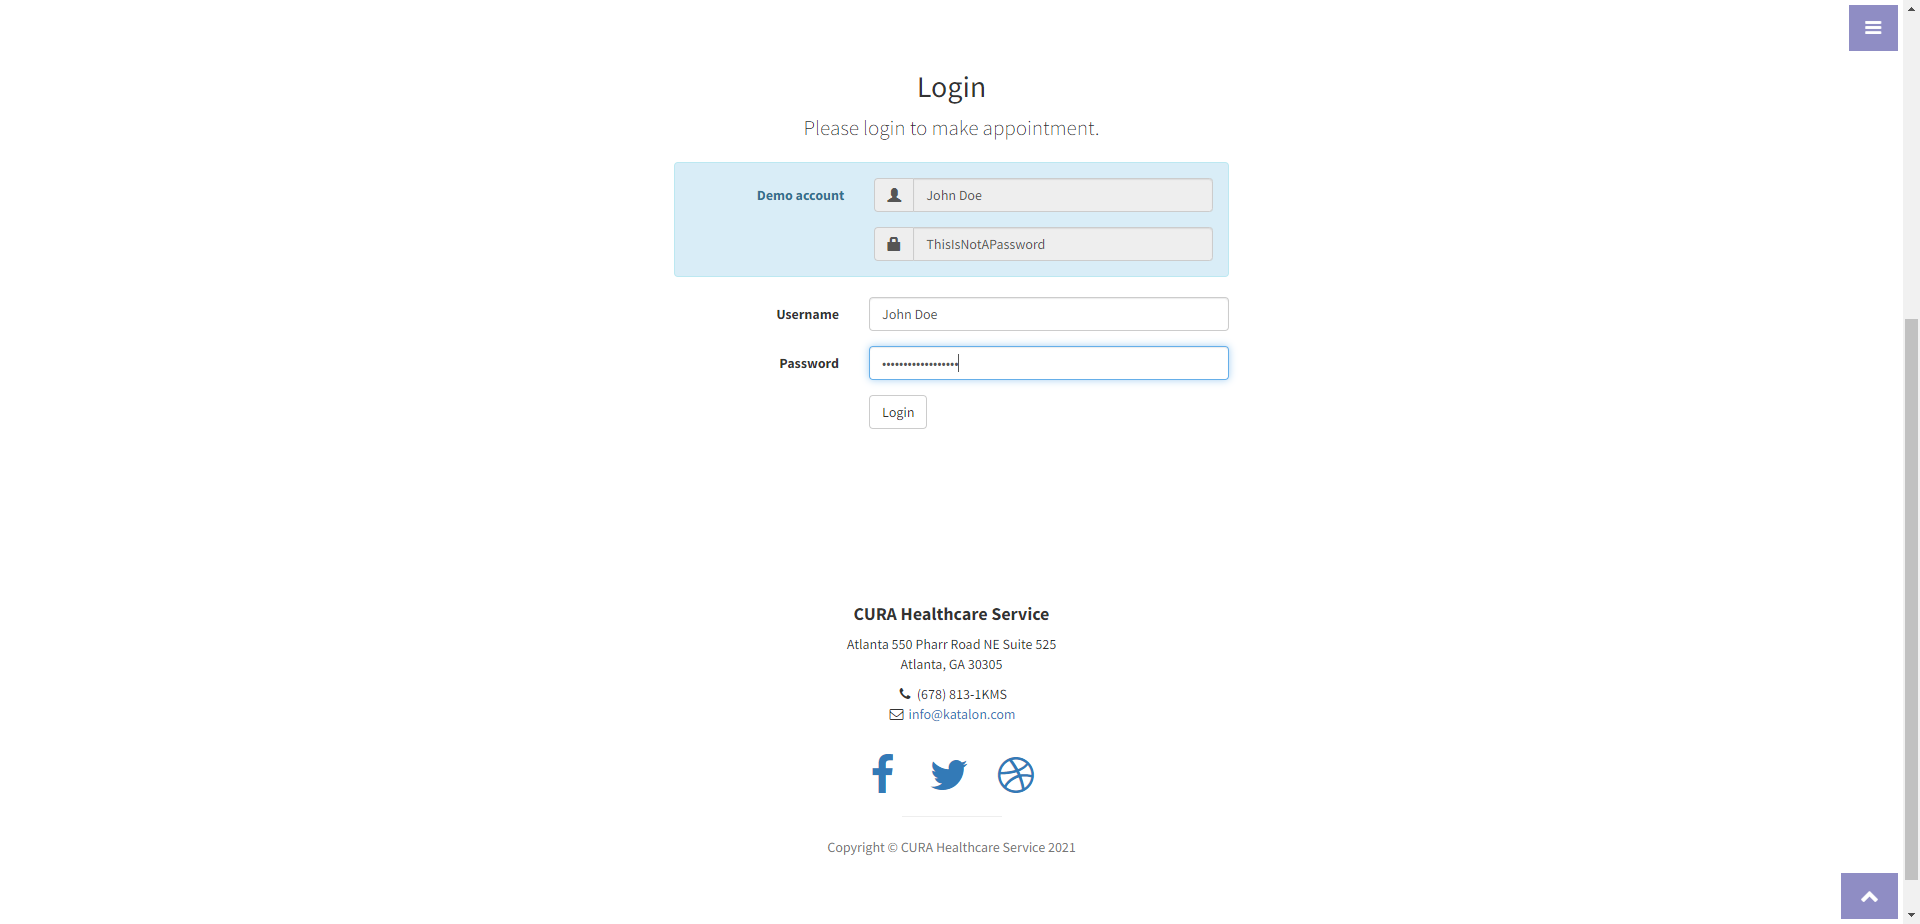 Login
Please login to make appointment.
Demo account
John Doe
ThisIsNotAPassword
Username
John Doe
Password
••••••••••••••••••
Login
CURA Healthcare Service
Atlanta 550 Pharr Road NE Suite 525
Atlanta, GA 30305
(678) 813-1KMS
info@katalon.com
Copyright © CURA Healthcare Service 2021